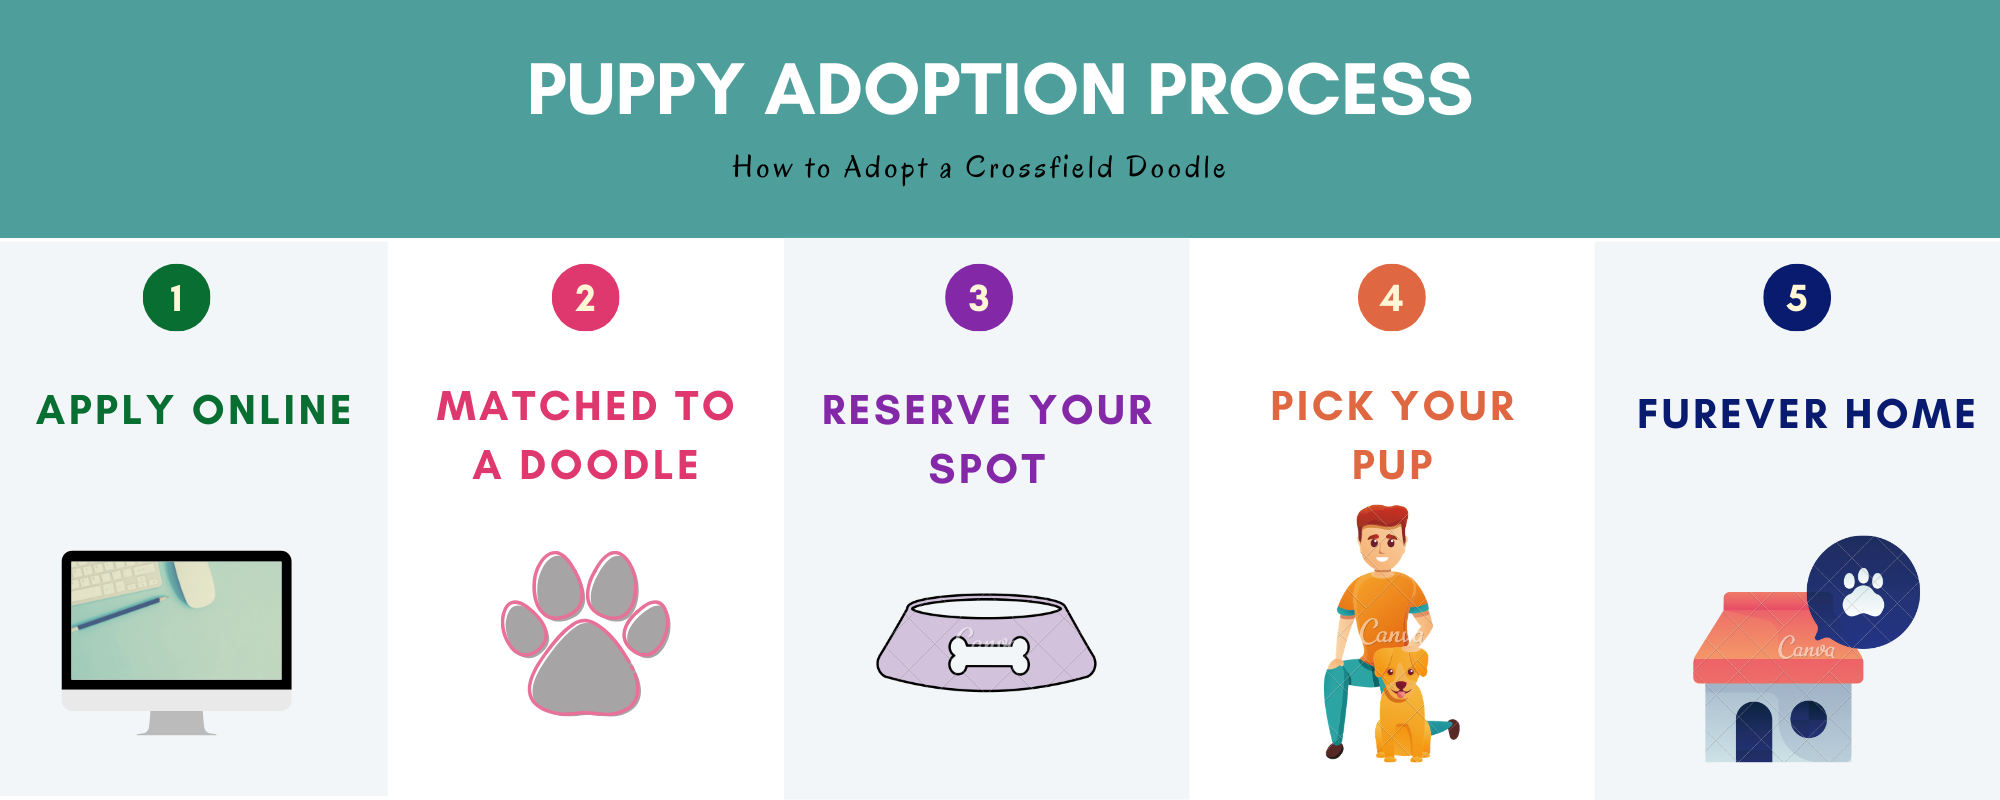 PUPPY ADOPTION PROCESS
How to Adopt a Crossfield Doodle
1
APPLY ONLINE
2
MATCHED TO
A DOODLE
3
RESERVE YOUR
SPOT
Canva
4
PICK YOUR
PUP
Canva
5
FUREVER HOME
Canva